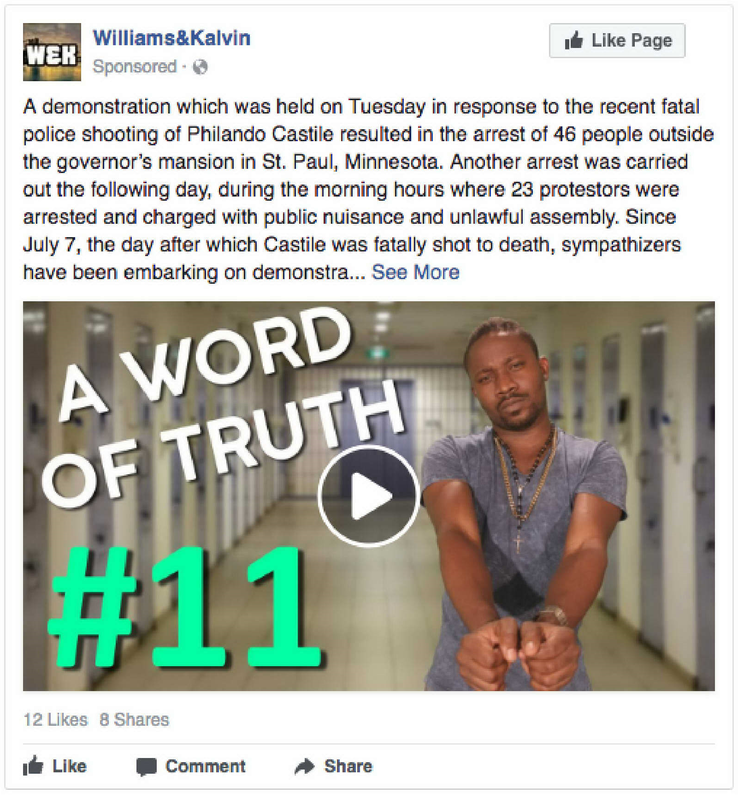 W&K
Williams&Kalvin
Like Page
Sponsored ·
A demonstration which was held on Tuesday in response to the recent fatal
police shooting of Philando Castile resulted in the arrest of 46 people outside
the governor's mansion in St. Paul, Minnesota. Another arrest was carried
out the following day, during the morning hours where 23 protestors were
arrested and charged with public nuisance and unlawful assembly. Since
July 7, the day after which Castile was fatally shot to death, sympathizers
have been embarking on demonstra... See More
A WORD
OF TRUTH
#11
12 Likes 8 Shares
Like Comment Share